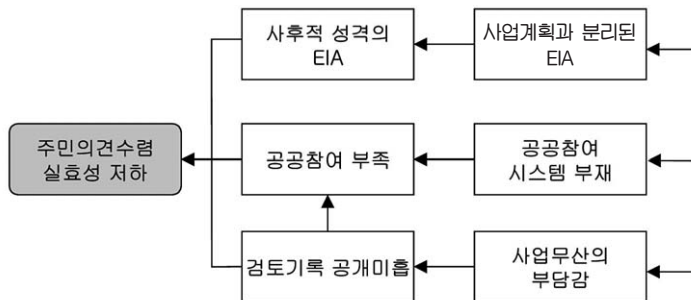 사후적 성격의
EIA
사업계획과 분리된
EIA
주민의견수렴
실효성 저하
공공참여 부족
공공참여
시스템 부재
검토기록 공개미흡
사업무산의
부담감